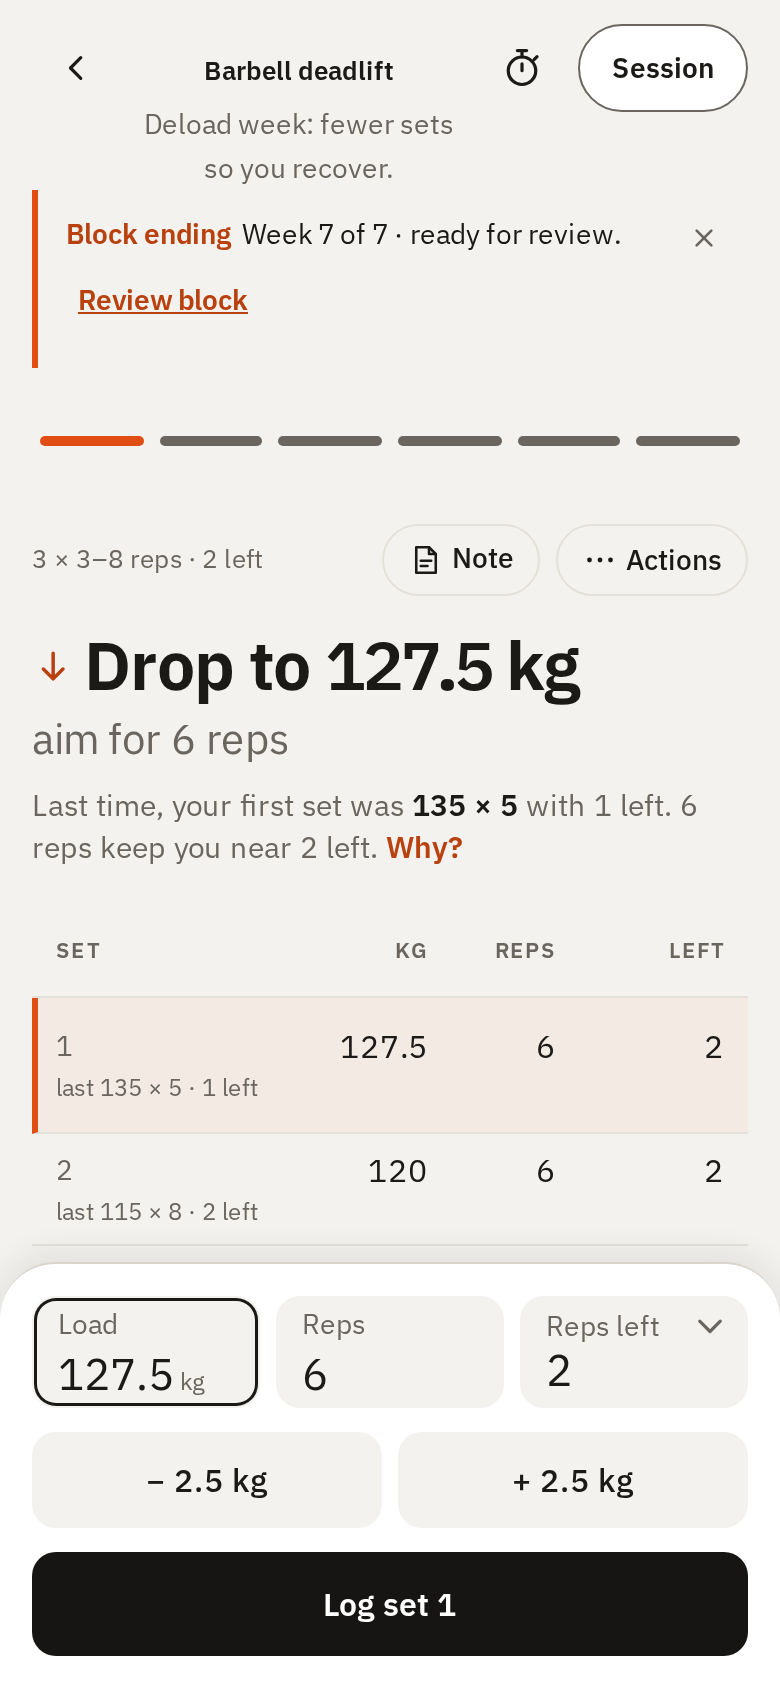 Barbell deadlift
Session
Deload week: fewer sets
so you recover.
Block ending Week 7 of 7 · ready for review.
Review block
3 × 3–8 reps · 2 left
Note
Actions
Drop to 127.5 kg
aim for 6 reps
Last time, your first set was 135 × 5 with 1 left. 6
reps keep you near 2 left. Why?
SET KG REPS LEFT
1 127.5 6 2
last 135 × 5 · 1 left
2 120 6 2
last 115 × 8 · 2 left
Load Reps Reps left
127.5 kg 6 2
– 2.5 kg + 2.5 kg
Log set 1